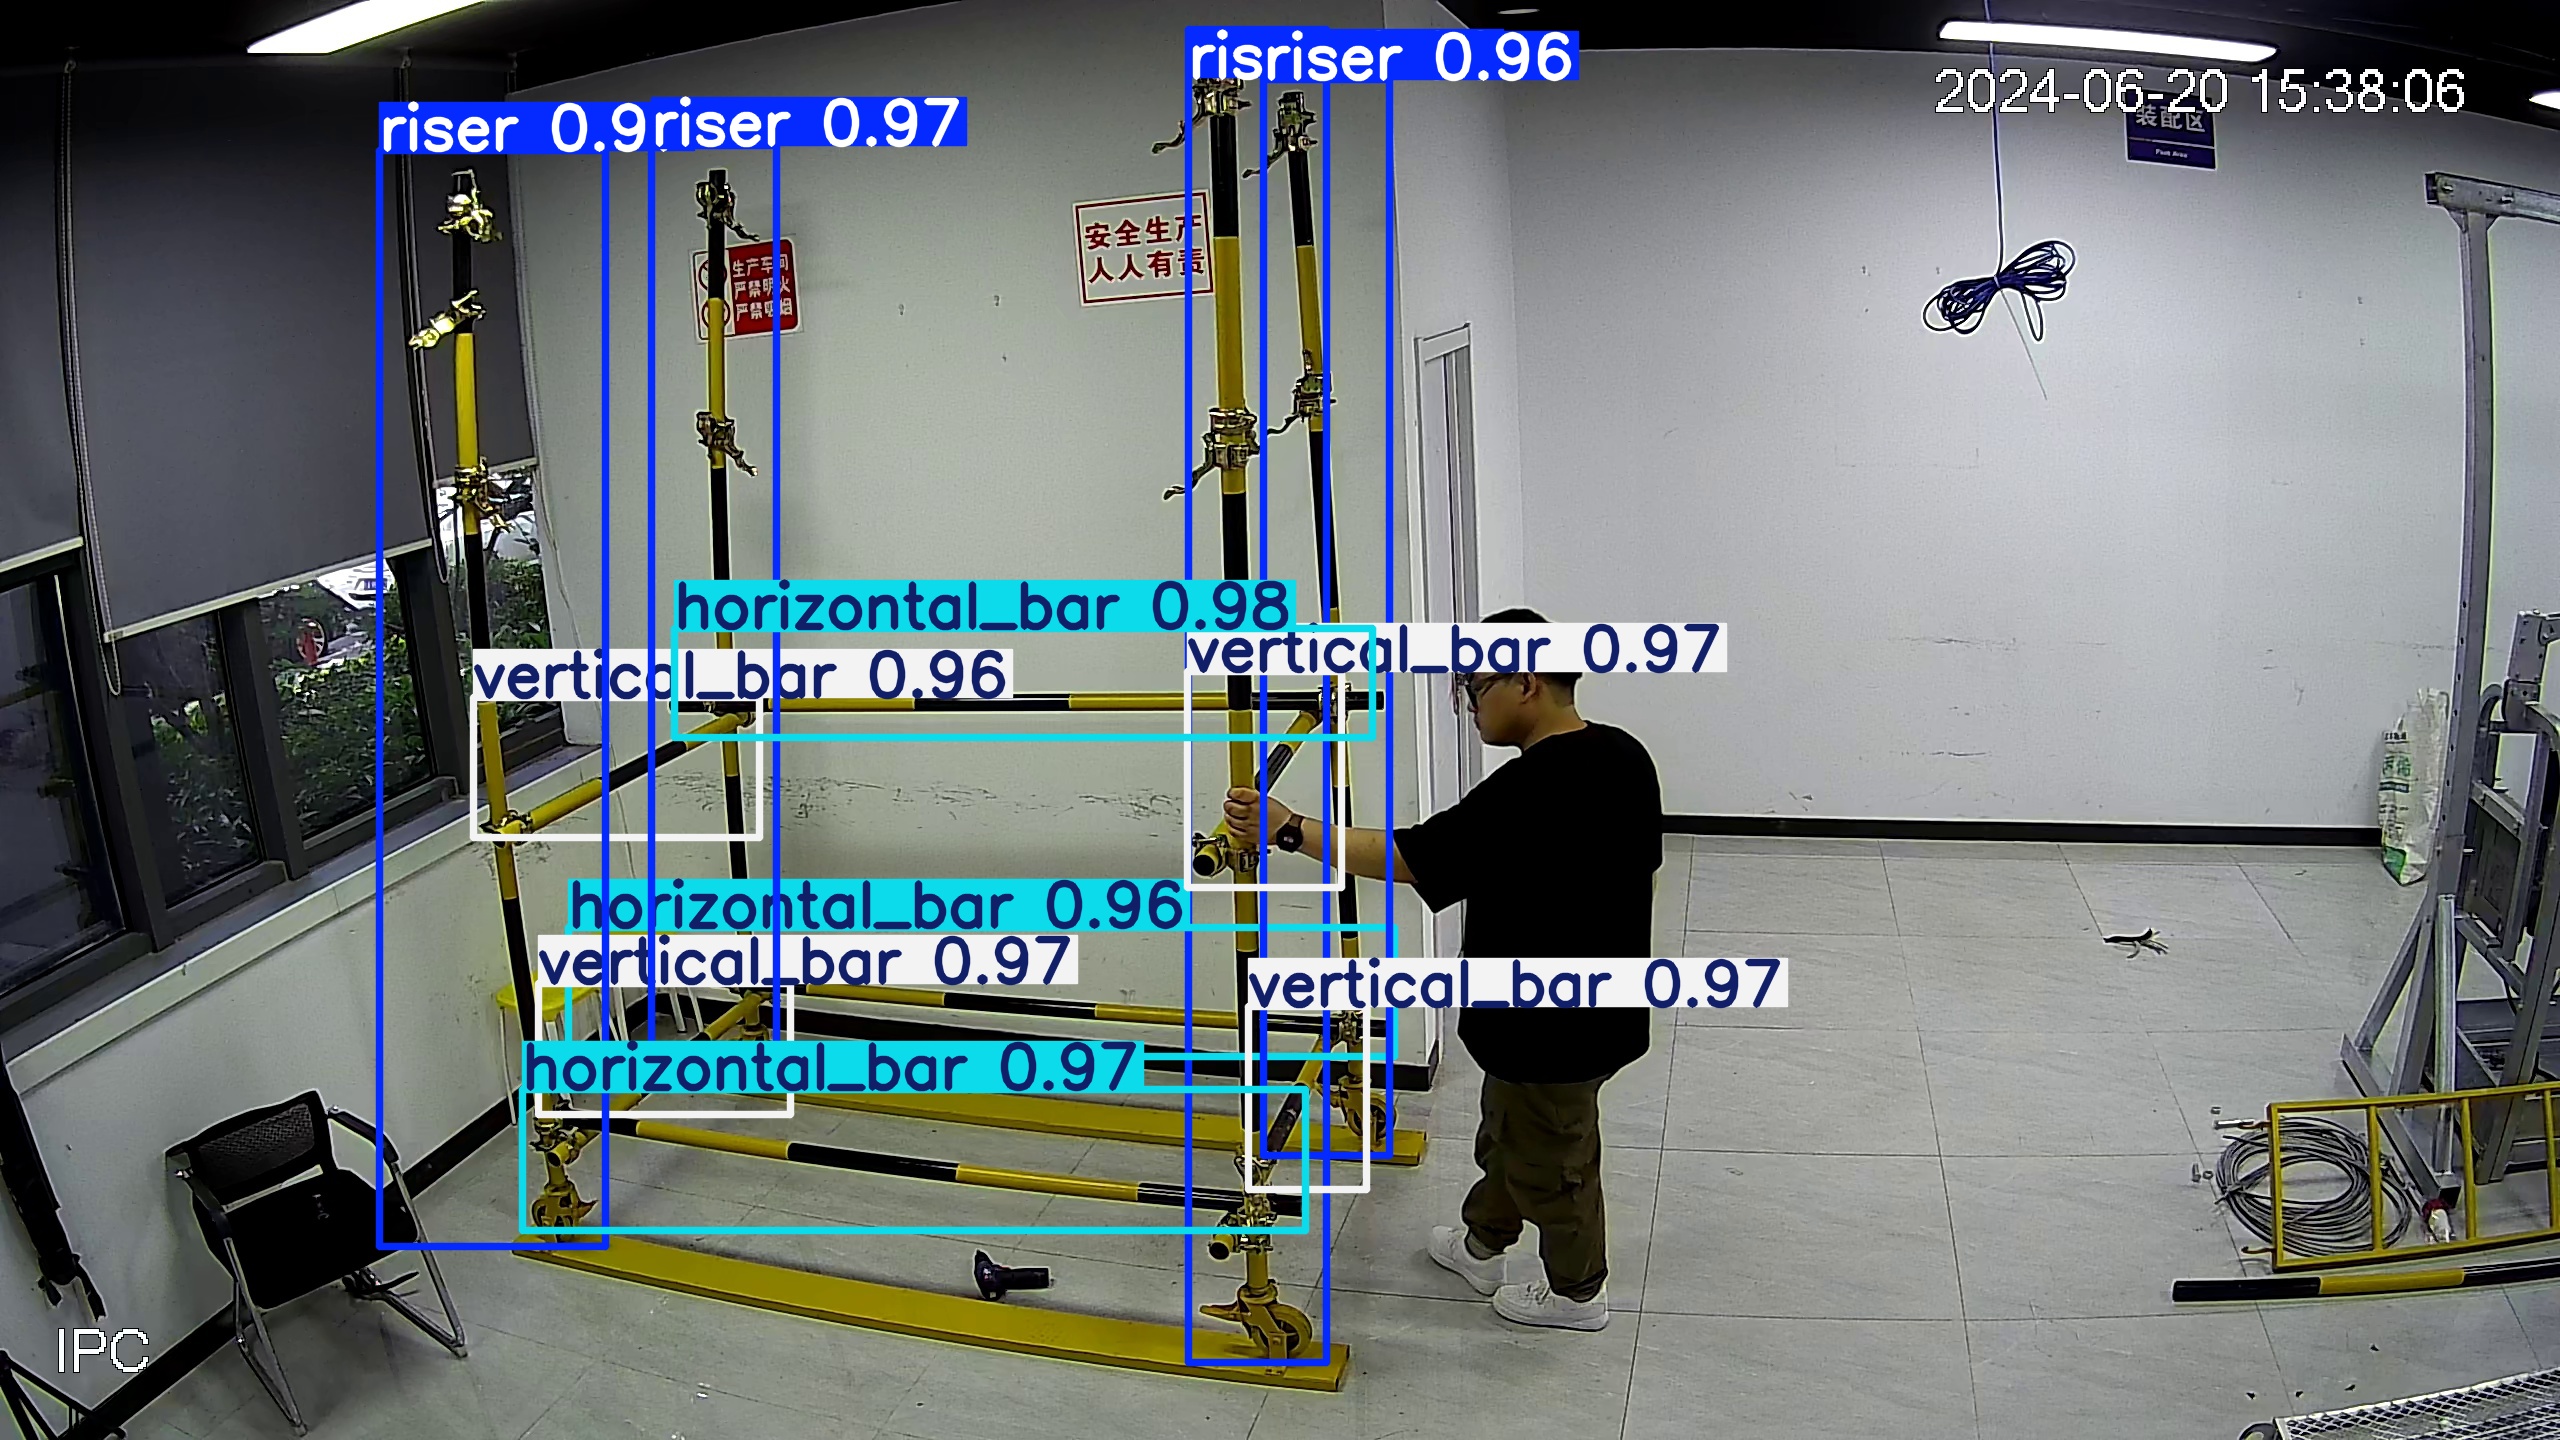 risriser 0.96
2024-06-20 15:38:06
riser 0.9
riser 0.97
装配区
安全生产
人人有责
生产车间
严禁明火
严禁吸烟
horizontal_bar 0.98
vertical_bar 0.97
vertical_bar 0.96
horizontal_bar 0.96
vertical_bar 0.97
vertical_bar 0.97
horizontal_bar 0.97
IPC